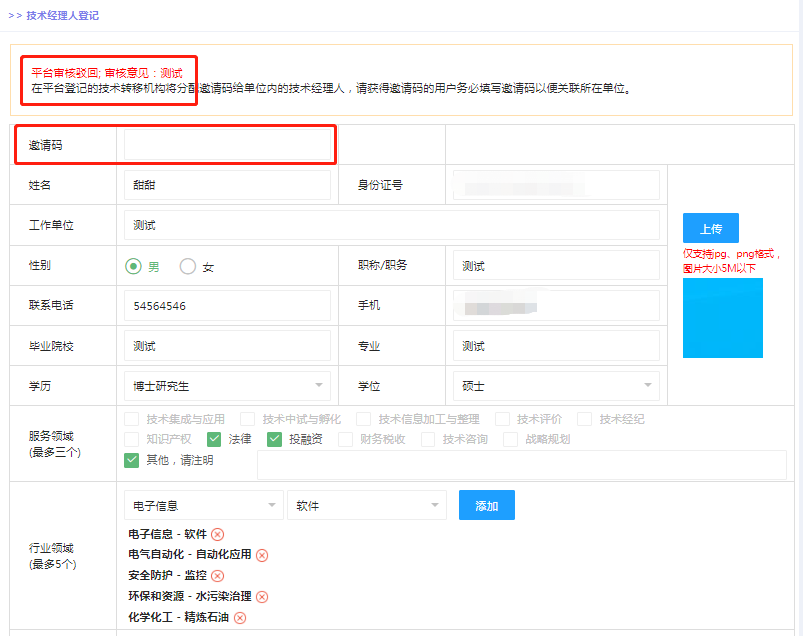 >> 技术经理人登记
平台审核驳回; 审核意见：测试
在平台登记的技术转移机构将分配邀请码给单位内的技术经理人，请获得邀请码的用户务必填写邀请码以便关联所在单位。
邀请码
姓名 甜甜 身份证号
工作单位 测试 上传
仅支持jpg、png格式，
图片大小5M以下
性别 男 女 职称/职务 测试
联系电话 54564546 手机
毕业院校 测试 专业 测试
学历 博士研究生 学位 硕士
服务领域
(最多三个)
技术集成与应用 技术中试与孵化 技术信息加工与整理 技术评价 技术经纪
知识产权 法律 投融资 财务税收 技术咨询 战略规划
其他，请注明
行业领域
(最多5个)
电子信息 软件 添加
电子信息 - 软件
电气自动化 - 自动化应用
安全防护 - 监控
环保和资源 - 水污染治理
化学化工 - 精炼石油